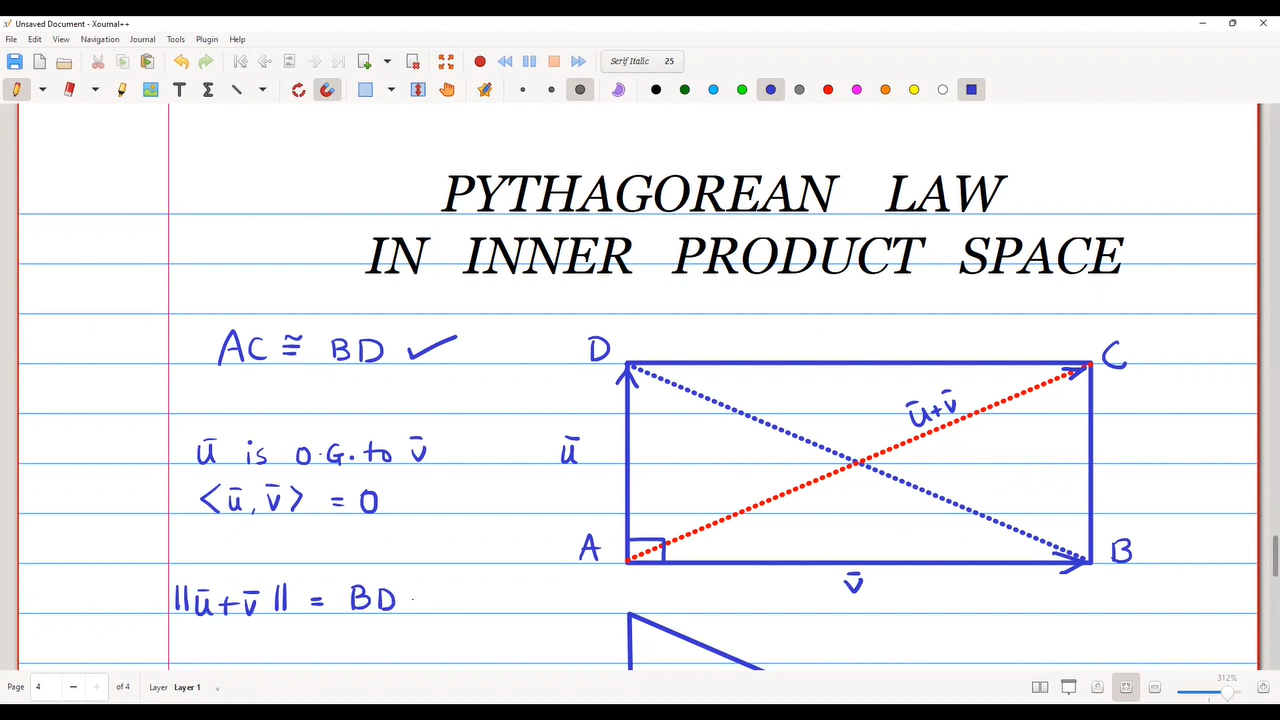 Unsaved Document - Xournal++
File Edit View Navigation Journal Tools Plugin Help
Serif Italic 25
PYTHAGOREAN LAW
IN INNER PRODUCT SPACE
AC ≅ BD ✓
D
C
ū+v̄
ū is O.G. to v̄
ū
<ū, v̄> = 0
A
B
v̄
||ū+v̄|| = BD
Page 4 of 4 Layer Layer 1
312%